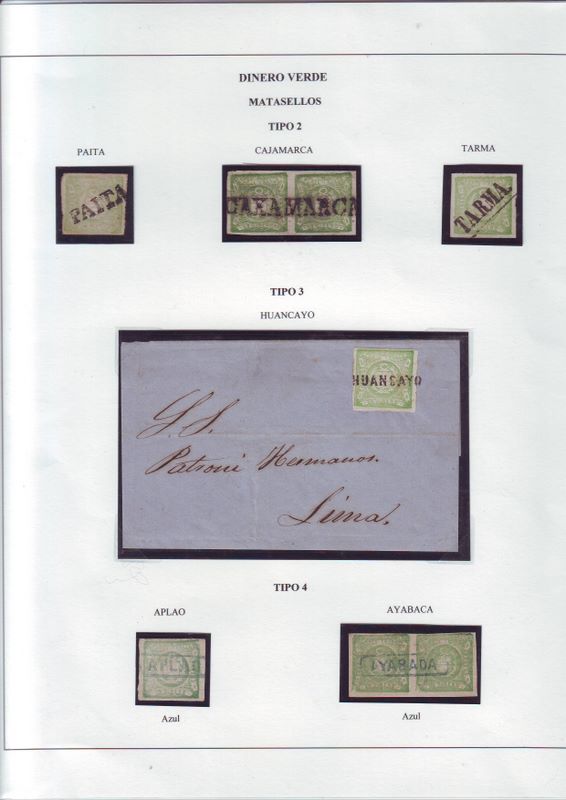 DINERO VERDE
MATASELLOS
TIPO 2
PAITA
CAJAMARCA
TARMA
PAITA
CAXAMARCA
TARMA.
TIPO 3
HUANCAYO
HUANCAYO
S. S.
Patroni Hermanos.
Lima.
TIPO 4
APLAO
AYABACA
APLAO
AYABACA
Azul
Azul